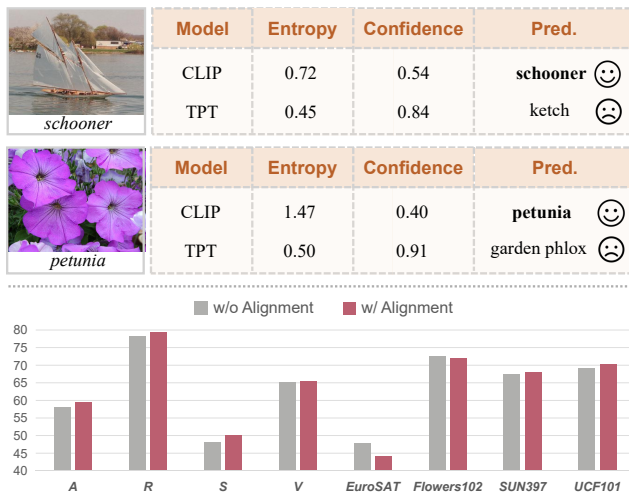 Model Entropy Confidence Pred.
CLIP 0.72 0.54 schooner
TPT 0.45 0.84 ketch
schooner
Model Entropy Confidence Pred.
CLIP 1.47 0.40 petunia
TPT 0.50 0.91 garden phlox
petunia
w/o Alignment w/ Alignment
80
75
70
65
60
55
50
45
40
A R S V EuroSAT Flowers102 SUN397 UCF101